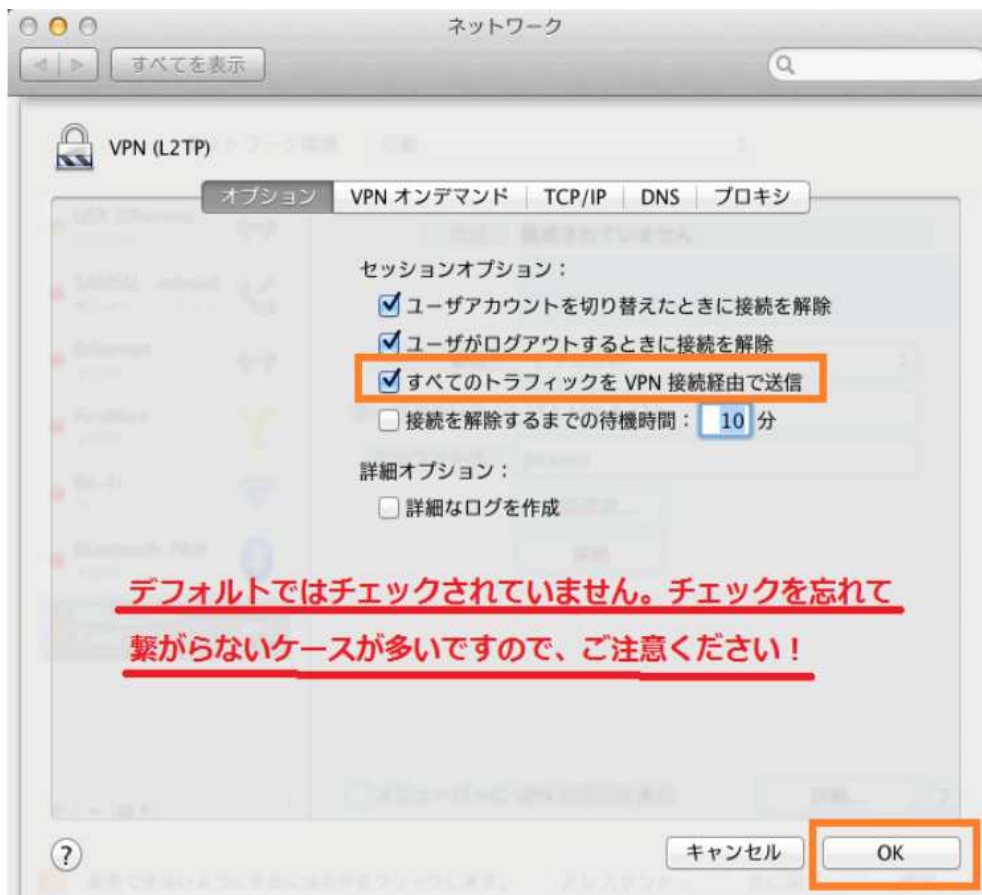 ネットワーク
すべてを表示
VPN (L2TP)
オプション VPN オンデマンド TCP/IP DNS プロキシ
セッションオプション：
ユーザアカウントを切り替えたときに接続を解除
ユーザがログアウトするときに接続を解除
すべてのトラフィックを VPN 接続経由で送信
接続を解除するまでの待機時間： 10 分
詳細オプション：
詳細なログを作成
デフォルトではチェックされていません。チェックを忘れて
繋がらないケースが多いですので、ご注意ください！
? キャンセル OK